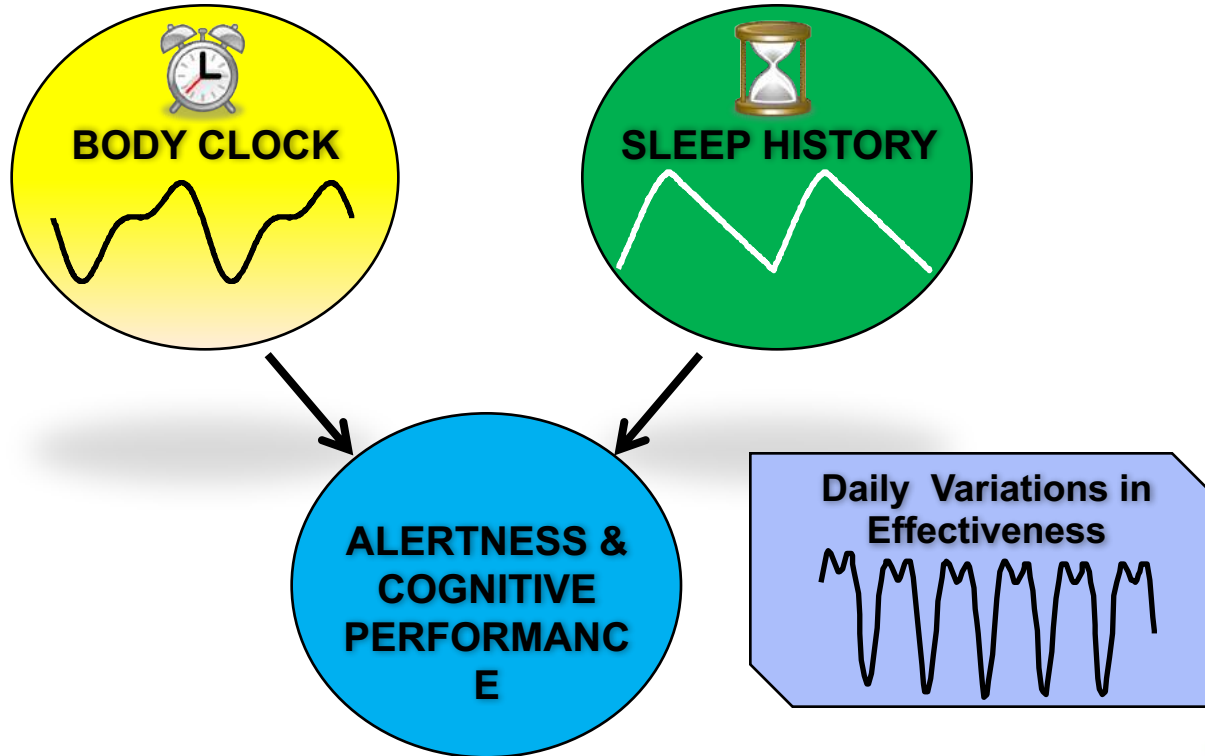 BODY CLOCK
SLEEP HISTORY
ALERTNESS &
COGNITIVE
PERFORMANC
E
Daily  Variations in
Effectiveness